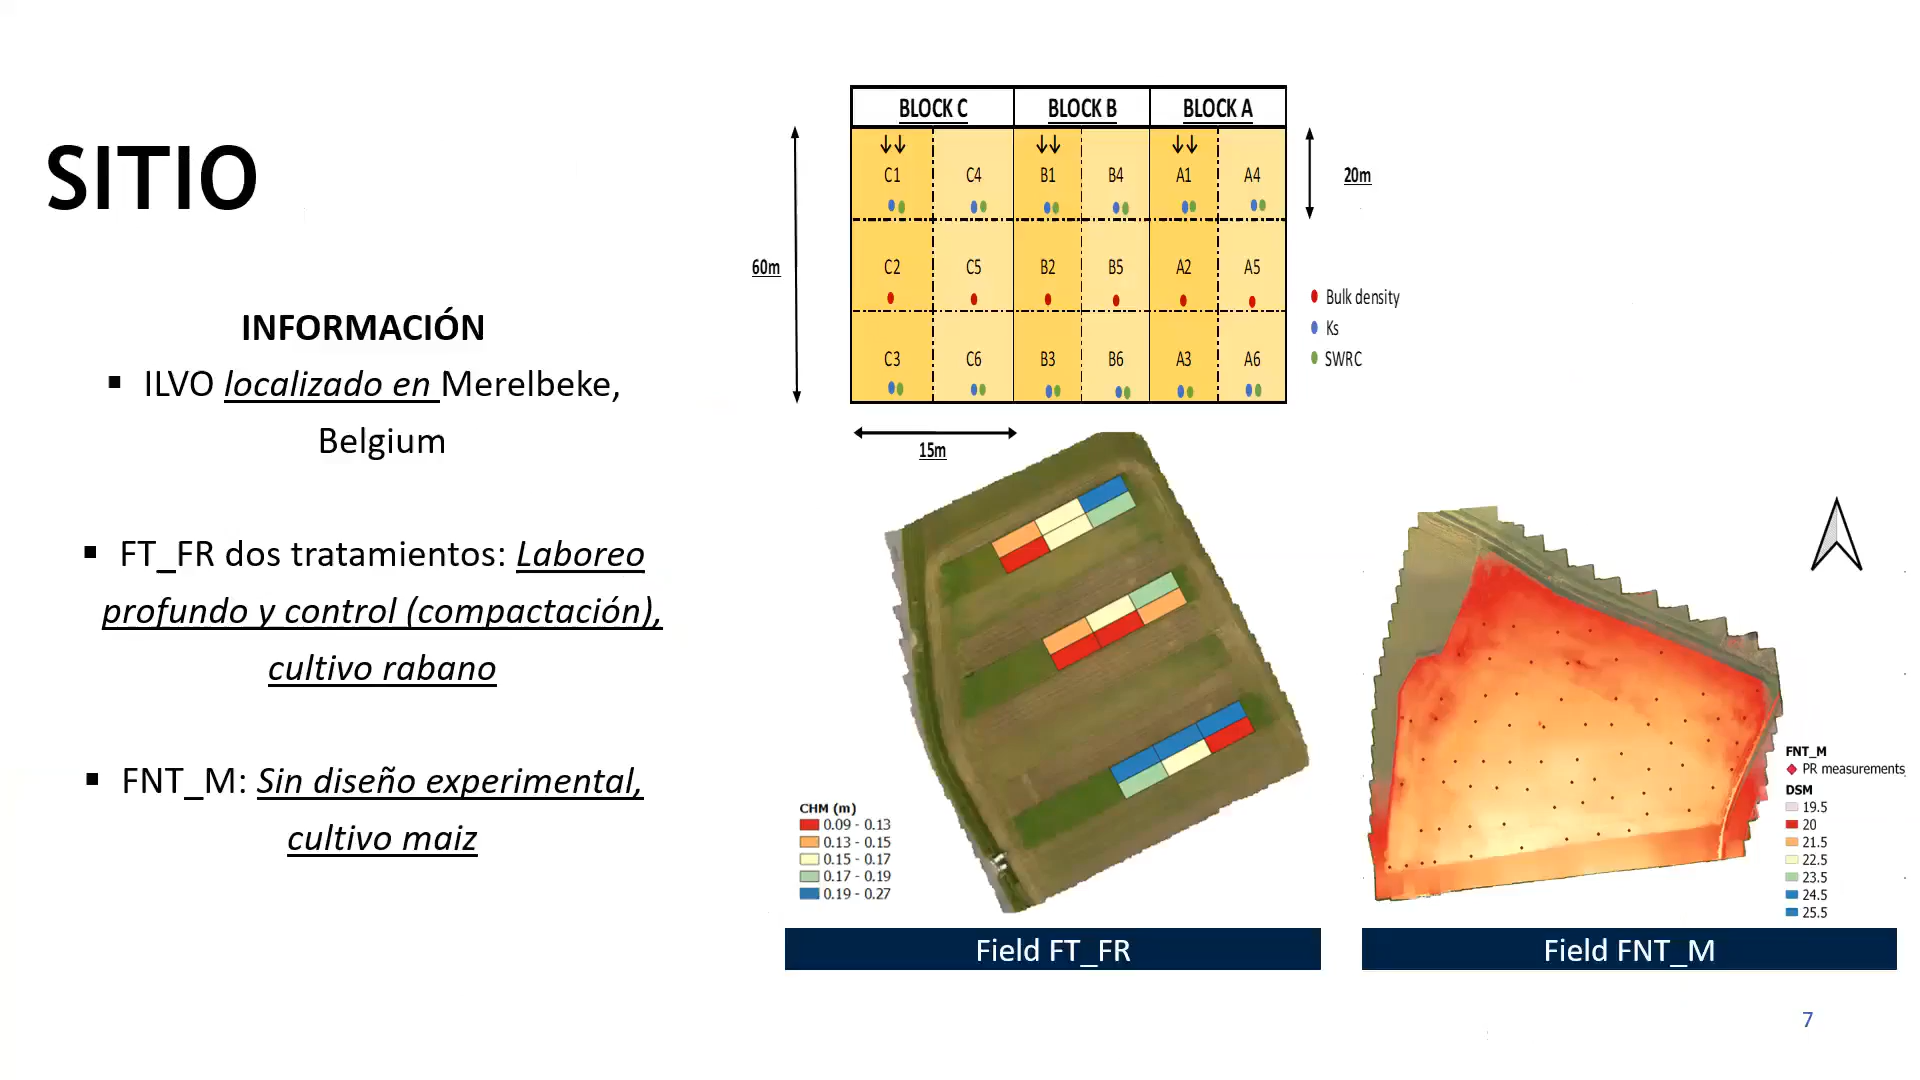 SITIO
INFORMACIÓN
▪ ILVO localizado en Merelbeke,
Belgium
▪ FT_FR dos tratamientos: Laboreo
profundo y control (compactación),
cultivo rabano
▪ FNT_M: Sin diseño experimental,
cultivo maiz
BLOCK C BLOCK B BLOCK A
C1 C4 B1 B4 A1 A4
20m
60m
C2 C5 B2 B5 A2 A5
C3 C6 B3 B6 A3 A6
Bulk density
Ks
SWRC
15m
CHM (m)
0.09 - 0.13
0.13 - 0.15
0.15 - 0.17
0.17 - 0.19
0.19 - 0.27
Field FT_FR
FNT_M
PR measurements
DSM
19.5
20
21.5
22.5
23.5
24.5
25.5
Field FNT_M
7